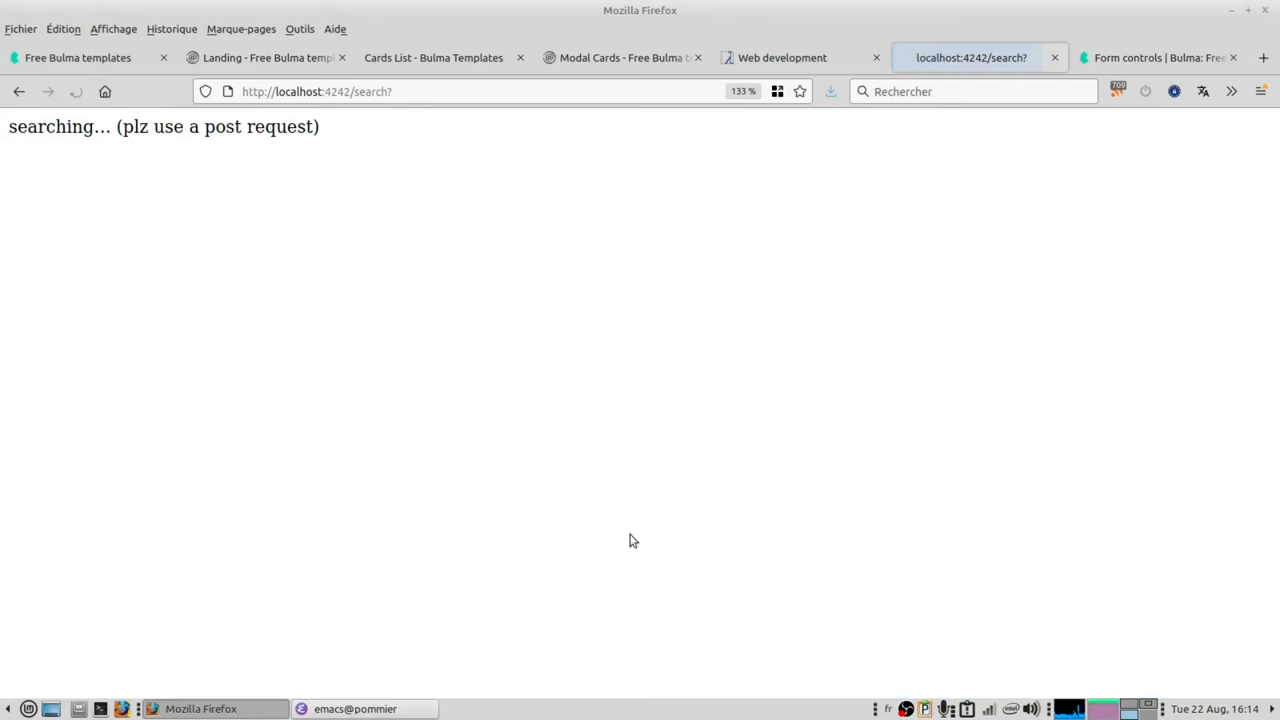 Mozilla Firefox
Fichier Édition Affichage Historique Marque-pages Outils Aide
Free Bulma templates
Landing - Free Bulma templ
Cards List - Bulma Templates
Modal Cards - Free Bulma te
Web development
localhost:4242/search?
Form controls | Bulma: Free
http://localhost:4242/search?
133 %
Rechercher
709
searching... (plz use a post request)
Mozilla Firefox
emacs@pommier
fr
Tue 22 Aug, 16:14